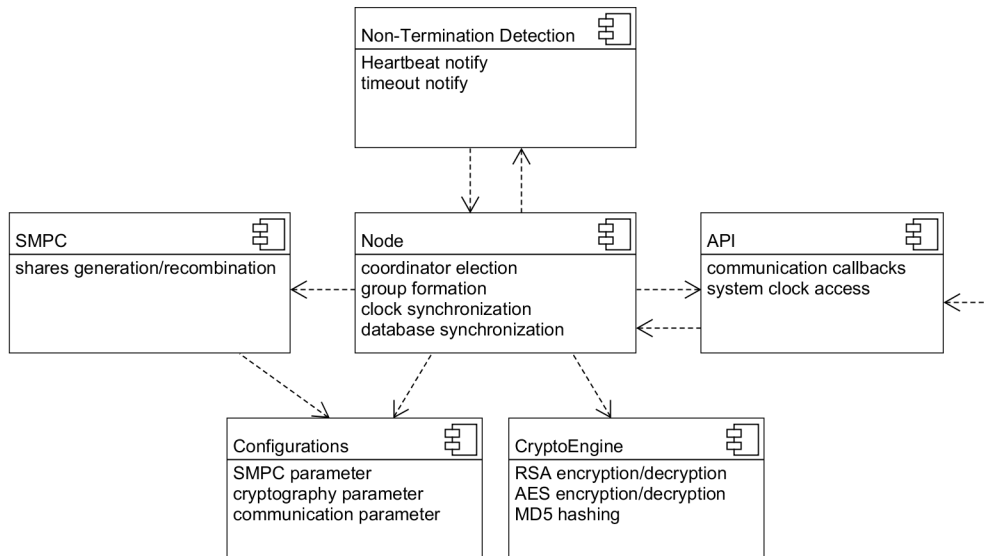 Non-Termination Detection
Heartbeat notify
timeout notify
SMPC
shares generation/recombination
Node
coordinator election
group formation
clock synchronization
database synchronization
API
communication callbacks
system clock access
Configurations
SMPC parameter
cryptography parameter
communication parameter
CryptoEngine
RSA encryption/decryption
AES encryption/decryption
MD5 hashing